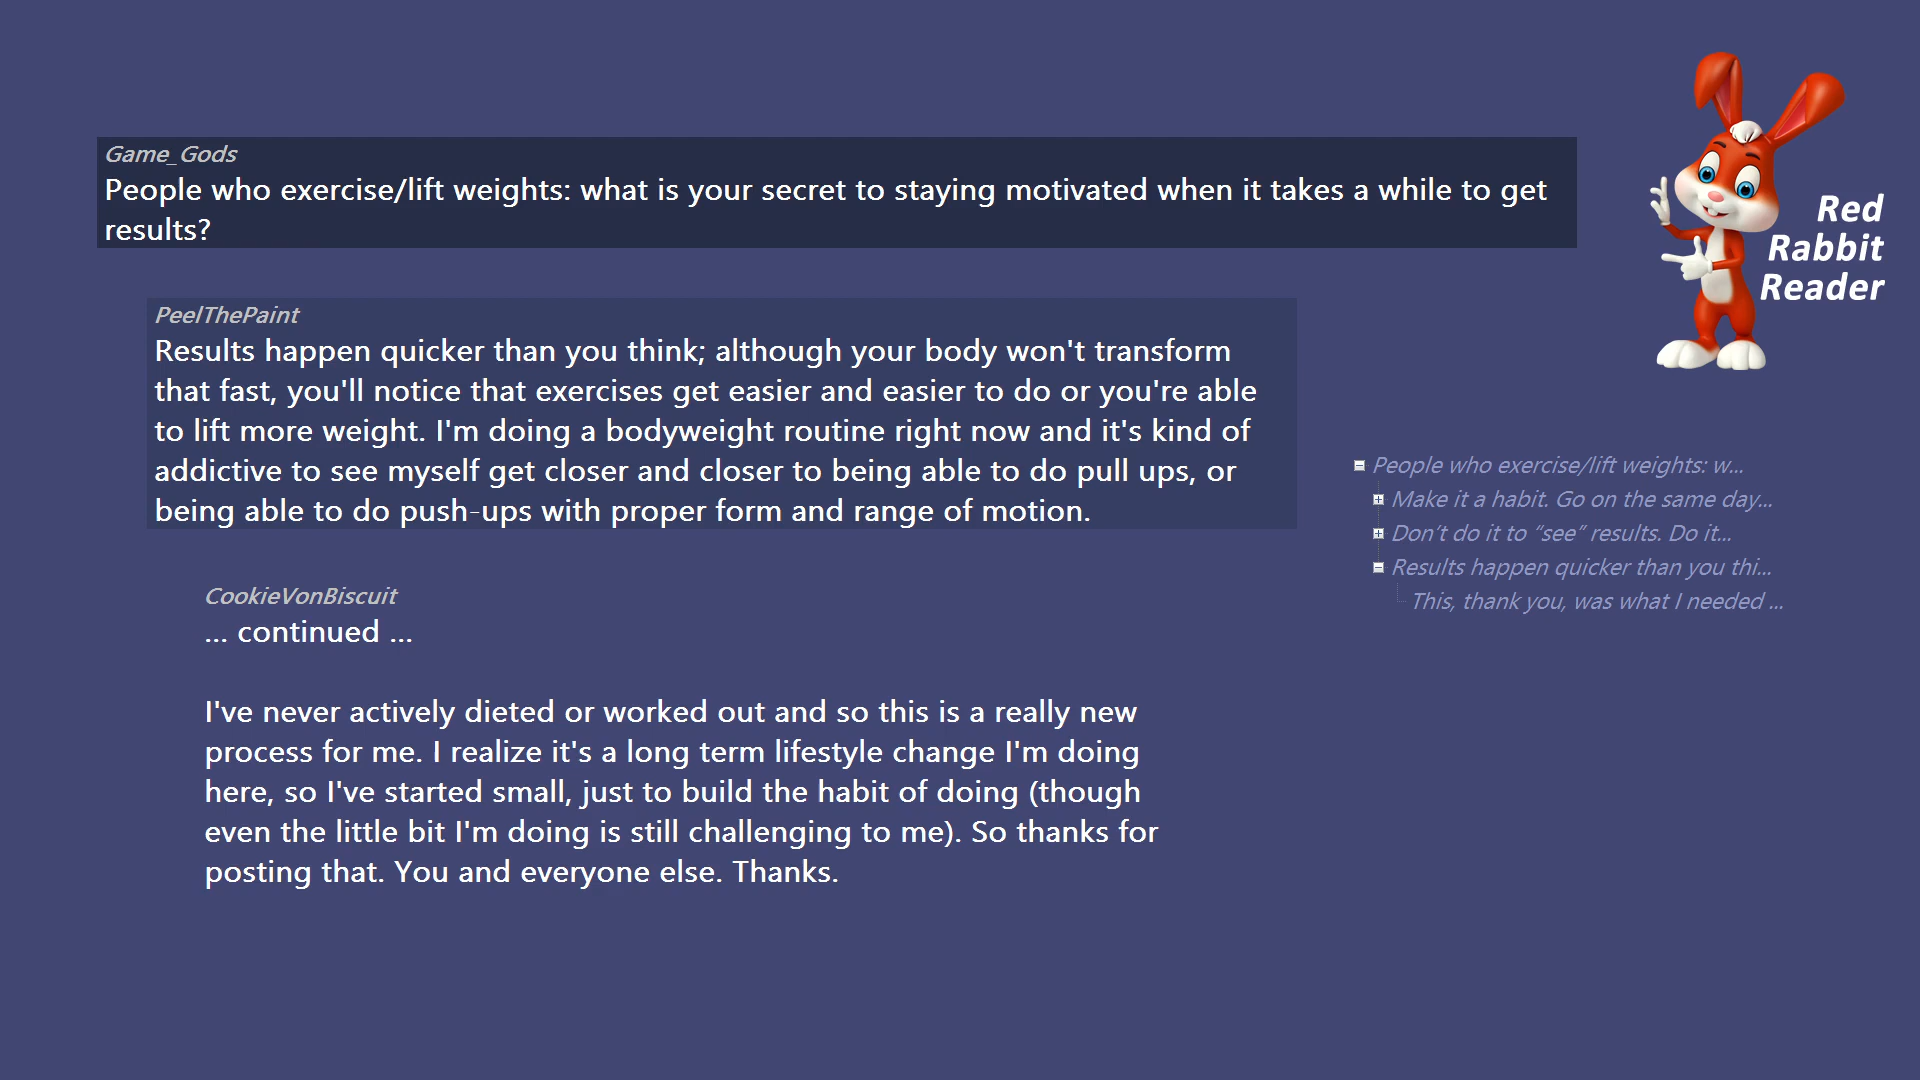 Game_Gods
People who exercise/lift weights: what is your secret to staying motivated when it takes a while to get
results?
PeelThePaint
Results happen quicker than you think; although your body won't transform
that fast, you'll notice that exercises get easier and easier to do or you're able
to lift more weight. I'm doing a bodyweight routine right now and it's kind of
addictive to see myself get closer and closer to being able to do pull ups, or
being able to do push-ups with proper form and range of motion.
CookieVonBiscuit
... continued ...
I've never actively dieted or worked out and so this is a really new
process for me. I realize it's a long term lifestyle change I'm doing
here, so I've started small, just to build the habit of doing (though
even the little bit I'm doing is still challenging to me). So thanks for
posting that. You and everyone else. Thanks.
Red
Rabbit
Reader
People who exercise/lift weights: w...
Make it a habit. Go on the same day...
Don’t do it to “see” results. Do it...
Results happen quicker than you thi...
This, thank you, was what I needed ...